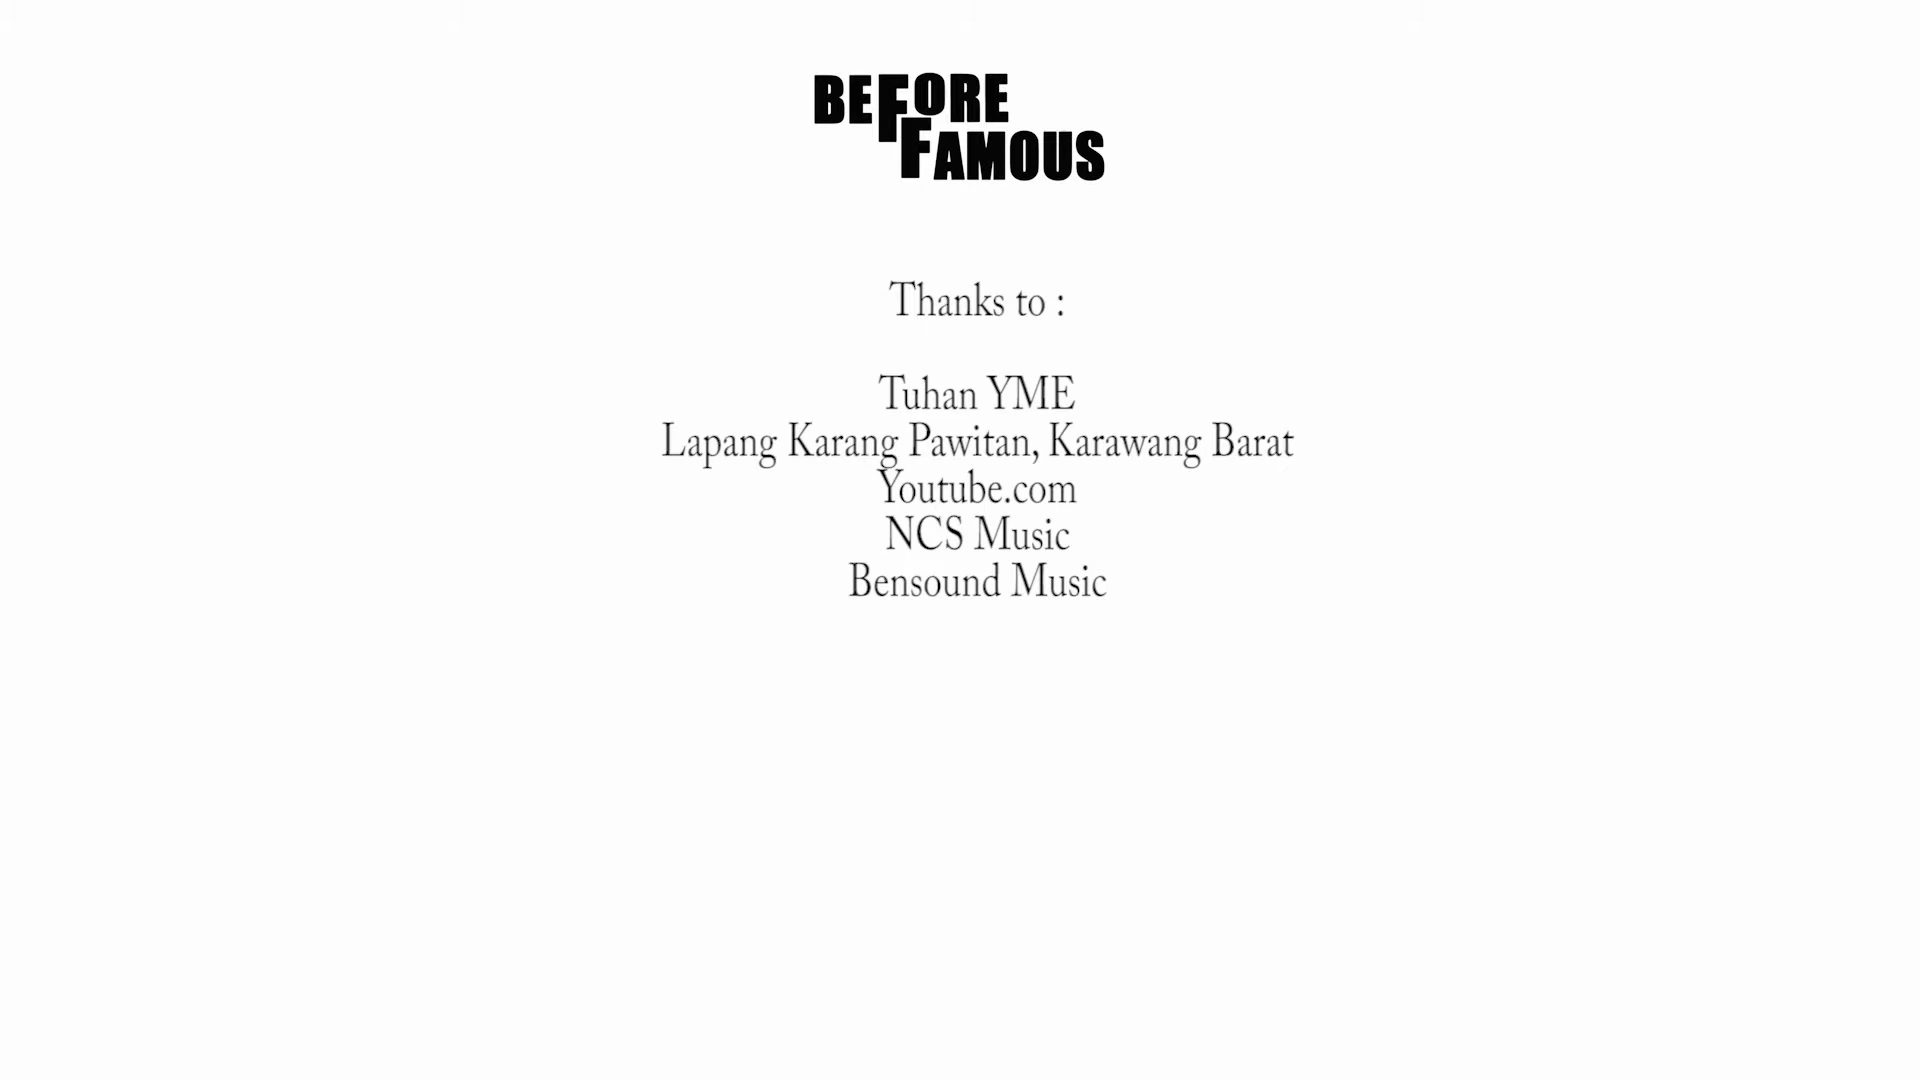 BEFORE
FAMOUS
Thanks to :
Tuhan YME
Lapang Karang Pawitan, Karawang Barat
Youtube.com
NCS Music
Bensound Music